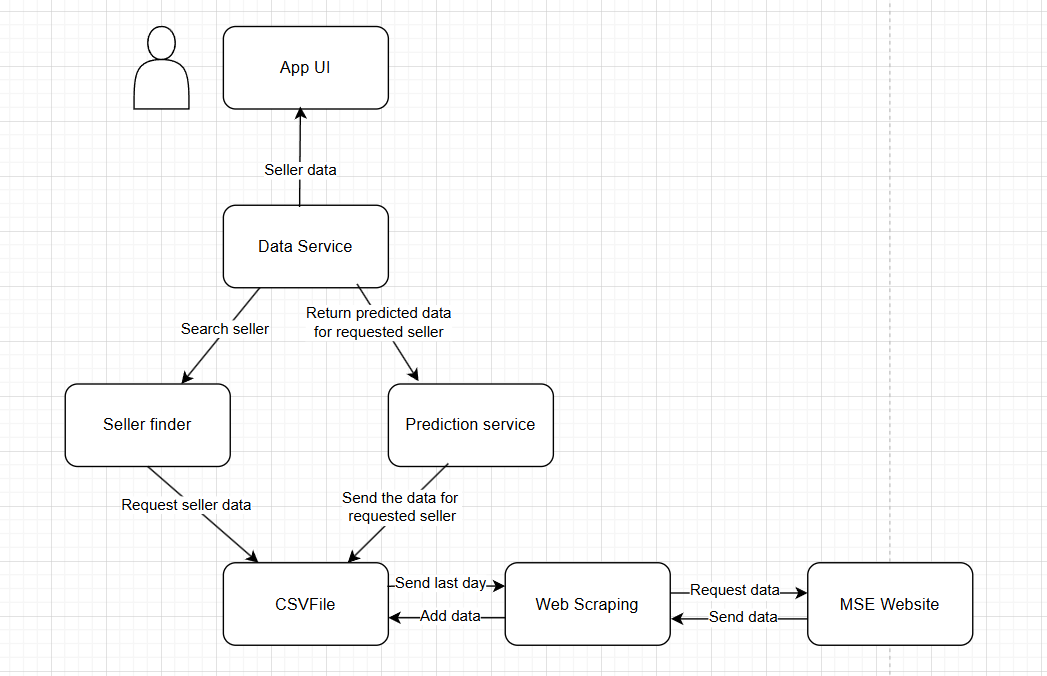 App UI
Seller data
Data Service
Search seller
Return predicted data
for requested seller
Seller finder
Prediction service
Request seller data
Send the data for
requested seller
CSVFile
Send last day
Add data
Web Scraping
Request data
Send data
MSE Website